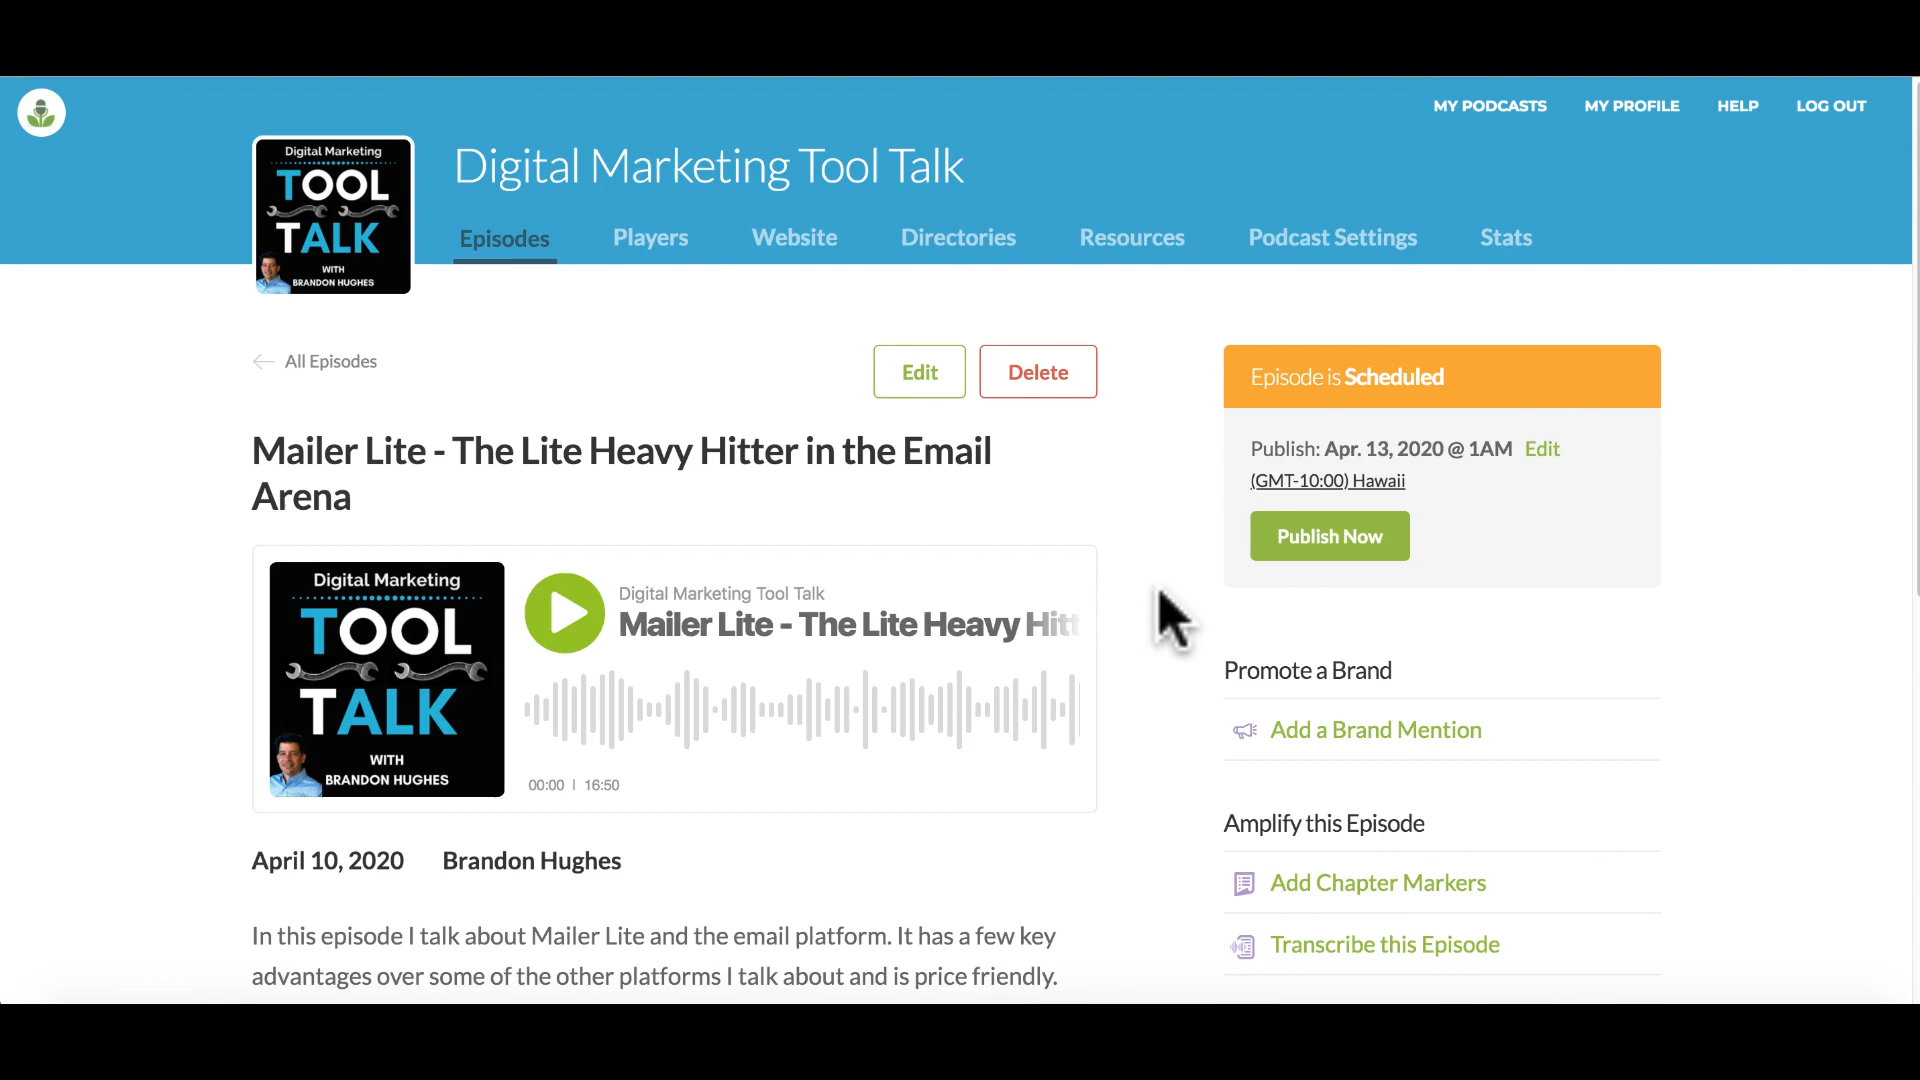 MY PODCASTS MY PROFILE HELP LOG OUT
Digital Marketing
TOOL
TALK
WITH
BRANDON HUGHES
Digital Marketing Tool Talk
Episodes Players Website Directories Resources Podcast Settings Stats
All Episodes
Edit Delete
Mailer Lite - The Lite Heavy Hitter in the Email
Arena
Digital Marketing
TOOL
TALK
WITH
BRANDON HUGHES
Digital Marketing Tool Talk
Mailer Lite - The Lite Heavy Hitt
00:00 | 16:50
April 10, 2020 Brandon Hughes
In this episode I talk about Mailer Lite and the email platform. It has a few key
advantages over some of the other platforms I talk about and is price friendly.
Episode is Scheduled
Publish: Apr. 13, 2020 @ 1AM Edit
(GMT-10:00) Hawaii
Publish Now
Promote a Brand
Add a Brand Mention
Amplify this Episode
Add Chapter Markers
Transcribe this Episode